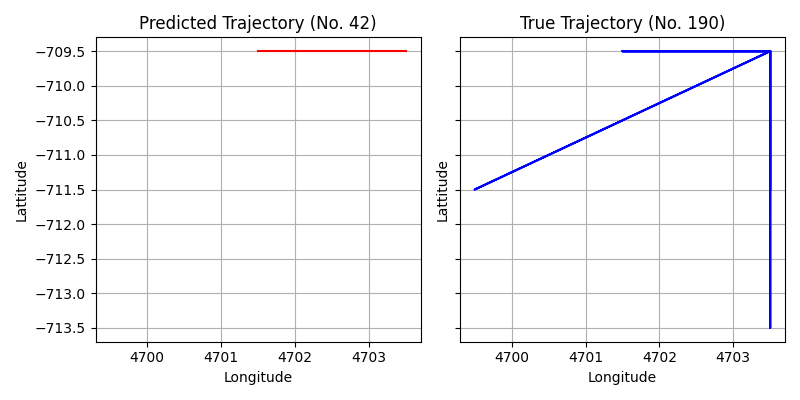 Predicted Trajectory (No. 42)
−709.5
−710.0
−710.5
−711.0
−711.5
−712.0
−712.5
−713.0
−713.5
Lattitude
4700 4701 4702 4703
Longitude
True Trajectory (No. 190)
Lattitude
4700 4701 4702 4703
Longitude